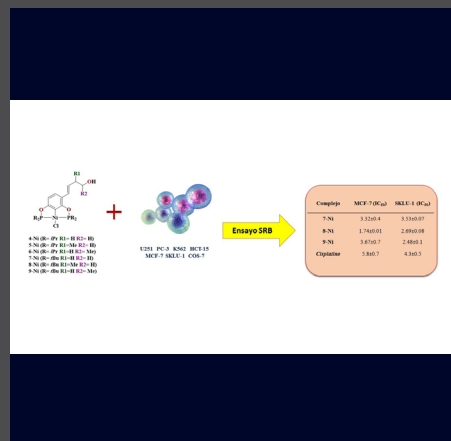 R1
OH
R2
O
O
R₂P
Ni
PR₂
Cl
4-Ni (R= iPr R1= H R2= H)
5-Ni (R= iPr R1=Me R2= H)
6-Ni (R= iPr R1=H R2= Me)
7-Ni (R= tBu R1=H R2= H)
8-Ni (R= tBu R1=Me R2= H)
9-Ni (R= tBu R1=H R2= Me)
+
U251 PC-3 K562 HCT-15
MCF-7 SKLU-1 COS-7
Ensayo SRB
Complejo MCF-7 (IC₅₀) SKLU-1 (IC₅₀)
7-Ni 3.32±0.4 3.53±0.07
8-Ni 1.74±0.01 2.69±0.08
9-Ni 3.67±0.7 2.48±0.1
Cisplatino 5.8±0.7 4.3±0.5